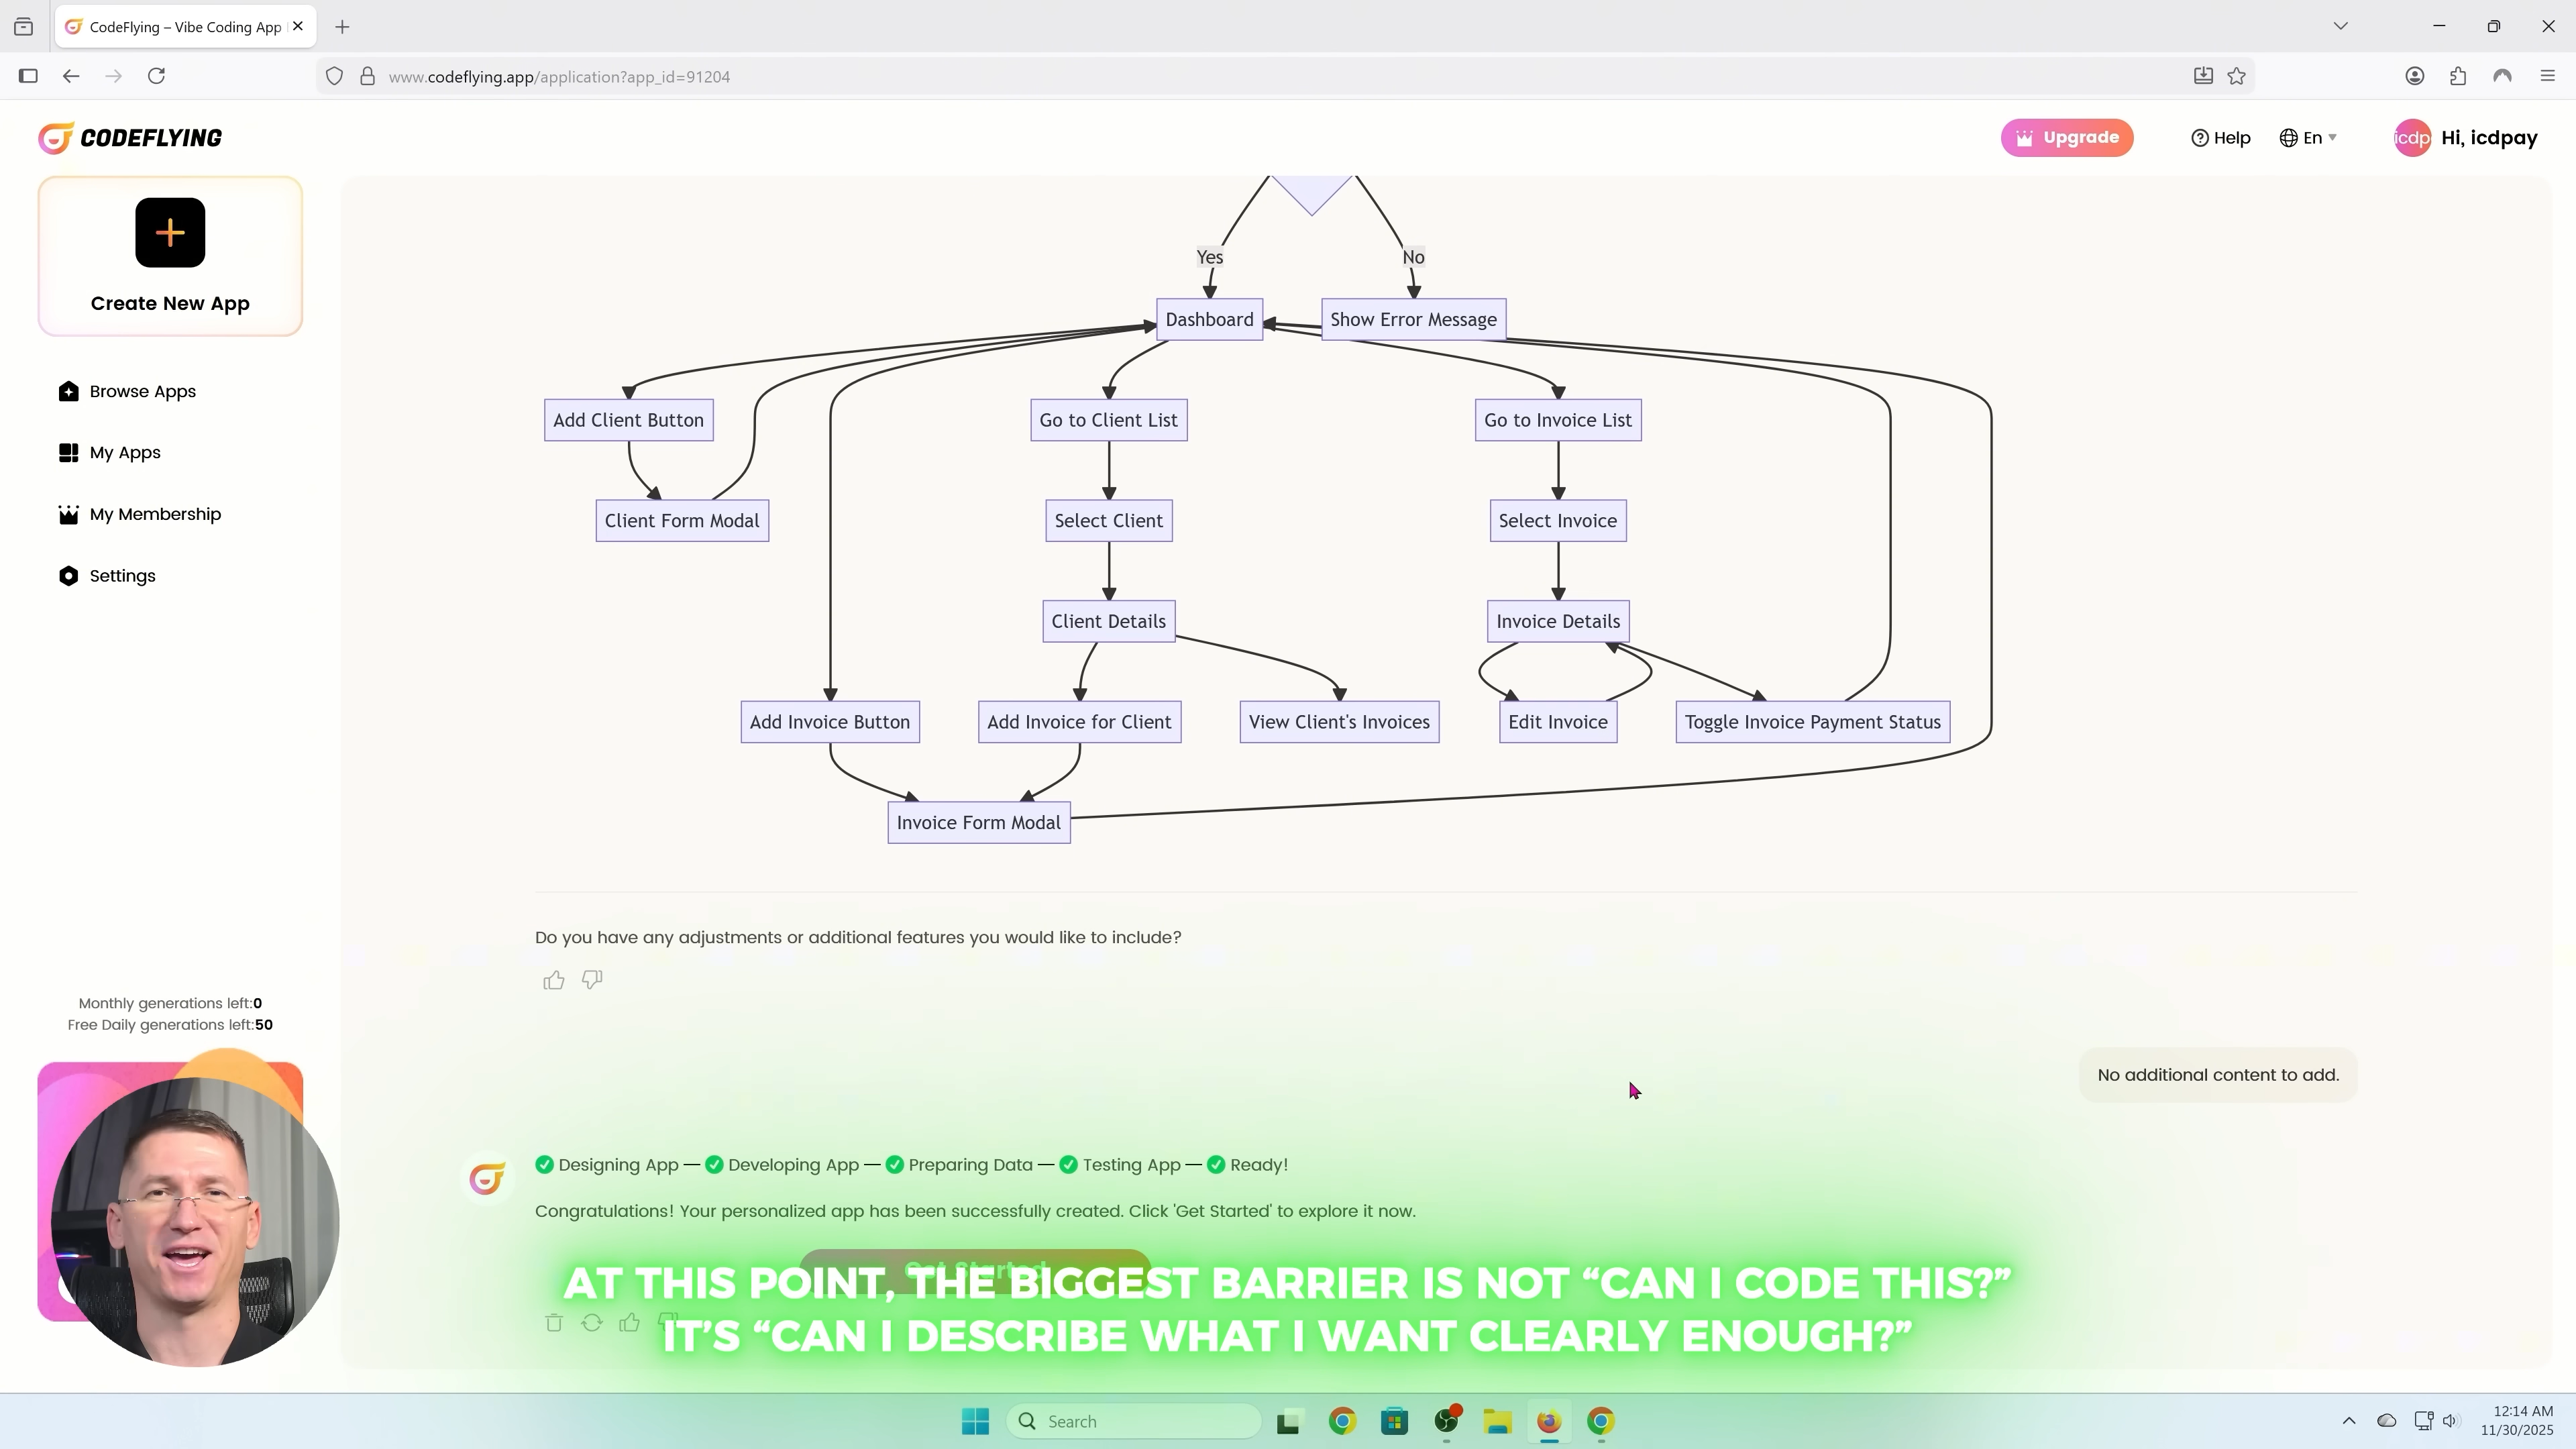 CodeFlying – Vibe Coding App
www.codeflying.app/application?app_id=91204
CODEFLYING
Upgrade
Help
En
icdp
Hi, icdpay
Create New App
Browse Apps
My Apps
My Membership
Settings
Yes
No
Dashboard
Show Error Message
Add Client Button
Go to Client List
Go to Invoice List
Client Form Modal
Select Client
Select Invoice
Client Details
Invoice Details
Add Invoice Button
Add Invoice for Client
View Client's Invoices
Edit Invoice
Toggle Invoice Payment Status
Invoice Form Modal
Do you have any adjustments or additional features you would like to include?
Monthly generations left:0
Free Daily generations left:50
No additional content to add.
Designing App — Developing App — Preparing Data — Testing App — Ready!
Congratulations! Your personalized app has been successfully created. Click 'Get Started' to explore it now.
Get Started
AT THIS POINT, THE BIGGEST BARRIER IS NOT “CAN I CODE THIS?”
IT’S “CAN I DESCRIBE WHAT I WANT CLEARLY ENOUGH?”
Search
12:14 AM
11/30/2025